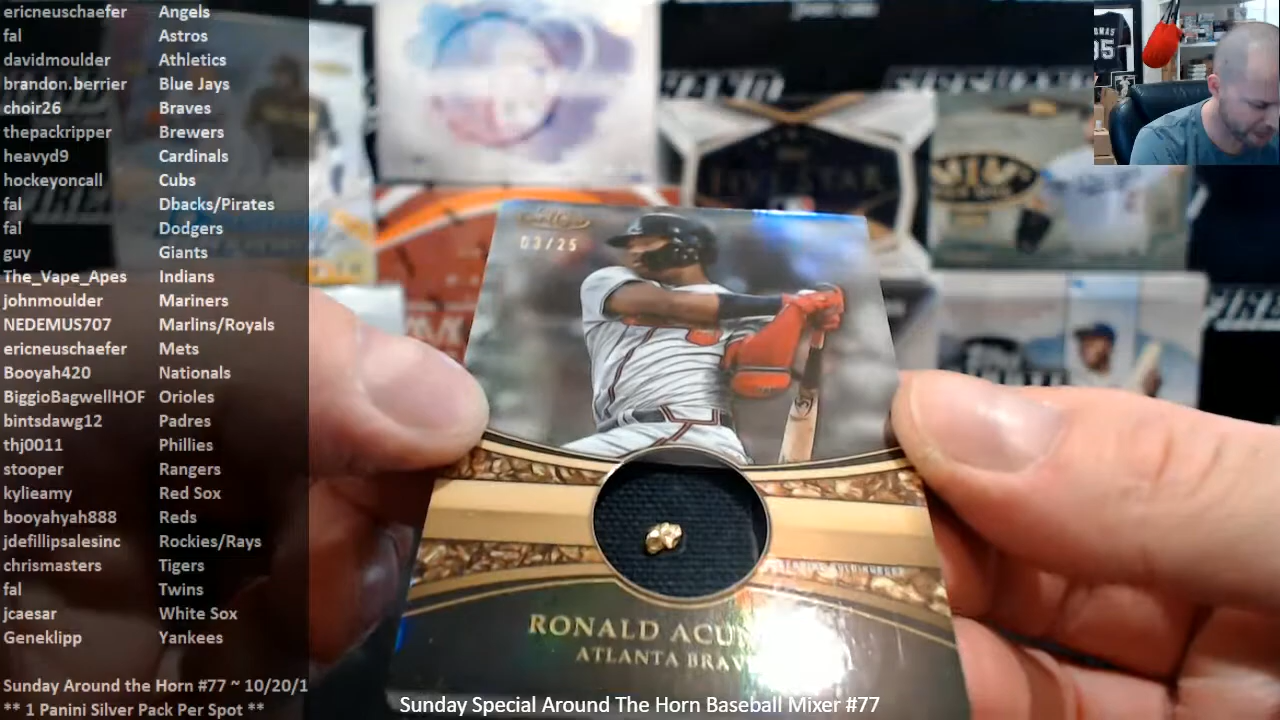 ericneuschaefer Angels
fal Astros
davidmoulder Athletics
brandon.berrier Blue Jays
choir26 Braves
thepackripper Brewers
heavyd9 Cardinals
hockeyoncall Cubs
fal Dbacks/Pirates
fal Dodgers
guy Giants
The_Vape_Apes Indians
johnmoulder Mariners
NEDEMUS707 Marlins/Royals
ericneuschaefer Mets
Booyah420 Nationals
BiggioBagwellHOF Orioles
bintsdawg12 Padres
thj0011 Phillies
stooper Rangers
kylieamy Red Sox
booyahyah888 Reds
jdefillipsalesinc Rockies/Rays
chrismasters Tigers
fal Twins
jcaesar White Sox
Geneklipp Yankees
Sunday Around the Horn #77 ~ 10/20/1
** 1 Panini Silver Pack Per Spot **
03/25
RONALD ACU
ATLANTA BRAV
FIVE STAR
35
Sunday Special Around The Horn Baseball Mixer #77